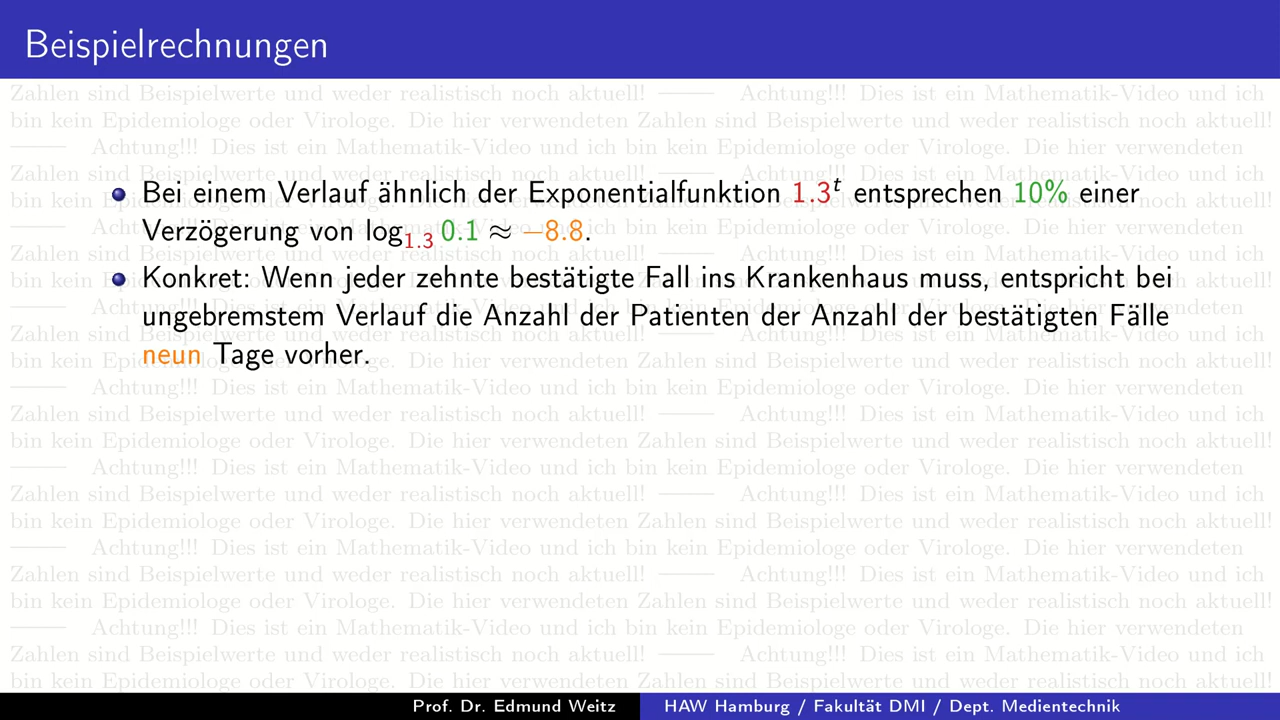 Beispielrechnungen
Zahlen sind Beispielwerte und weder realistisch noch aktuell! —— Achtung!!! Dies ist ein Mathematik-Video und ich
bin kein Epidemiologe oder Virologe. Die hier verwendeten Zahlen sind Beispielwerte und weder realistisch noch aktuell!
—— Achtung!!! Dies ist ein Mathematik-Video und ich bin kein Epidemiologe oder Virologe. Die hier verwendeten
Zahlen sind Beispielwerte und weder realistisch noch aktuell! —— Achtung!!! Dies ist ein Mathematik-Video und ich
• Bei einem Verlauf ähnlich der Exponentialfunktion 1.3^t entsprechen 10% einer
Verzögerung von log_1.3 0.1 ≈ −8.8.
• Konkret: Wenn jeder zehnte bestätigte Fall ins Krankenhaus muss, entspricht bei
ungebremstem Verlauf die Anzahl der Patienten der Anzahl der bestätigten Fälle
neun Tage vorher.
—— Achtung!!! Dies ist ein Mathematik-Video und ich bin kein Epidemiologe oder Virologe. Die hier verwendeten
Zahlen sind Beispielwerte und weder realistisch noch aktuell! —— Achtung!!! Dies ist ein Mathematik-Video und ich
bin kein Epidemiologe oder Virologe. Die hier verwendeten Zahlen sind Beispielwerte und weder realistisch noch aktuell!
—— Achtung!!! Dies ist ein Mathematik-Video und ich bin kein Epidemiologe oder Virologe. Die hier verwendeten
Zahlen sind Beispielwerte und weder realistisch noch aktuell! —— Achtung!!! Dies ist ein Mathematik-Video und ich
bin kein Epidemiologe oder Virologe. Die hier verwendeten Zahlen sind Beispielwerte und weder realistisch noch aktuell!
—— Achtung!!! Dies ist ein Mathematik-Video und ich bin kein Epidemiologe oder Virologe. Die hier verwendeten
Zahlen sind Beispielwerte und weder realistisch noch aktuell! —— Achtung!!! Dies ist ein Mathematik-Video und ich
bin kein Epidemiologe oder Virologe. Die hier verwendeten Zahlen sind Beispielwerte und weder realistisch noch aktuell!
—— Achtung!!! Dies ist ein Mathematik-Video und ich bin kein Epidemiologe oder Virologe. Die hier verwendeten
Zahlen sind Beispielwerte und weder realistisch noch aktuell! —— Achtung!!! Dies ist ein Mathematik-Video und ich
bin kein Epidemiologe oder Virologe. Die hier verwendeten Zahlen sind Beispielwerte und weder realistisch noch aktuell!
Prof. Dr. Edmund Weitz HAW Hamburg / Fakultät DMI / Dept. Medientechnik